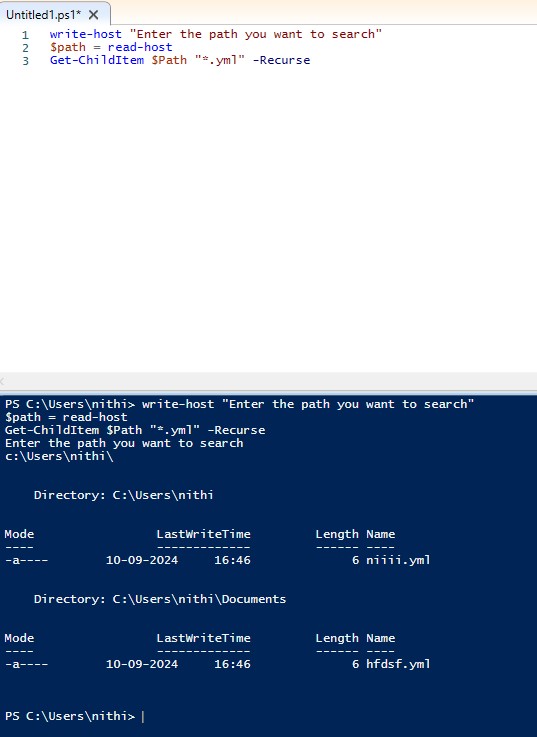 Untitled1.ps1* X
1 write-host "Enter the path you want to search"
2 $path = read-host
3 Get-ChildItem $Path "*.yml" -Recurse
PS C:\Users\nithi> write-host "Enter the path you want to search"
$path = read-host
Get-ChildItem $Path "*.yml" -Recurse
Enter the path you want to search
c:\Users\nithi\
Directory: C:\Users\nithi
Mode LastWriteTime Length Name
---- ------------- ------ ----
-a---- 10-09-2024 16:46 6 niiii.yml
Directory: C:\Users\nithi\Documents
Mode LastWriteTime Length Name
---- ------------- ------ ----
-a---- 10-09-2024 16:46 6 hfdsf.yml
PS C:\Users\nithi>